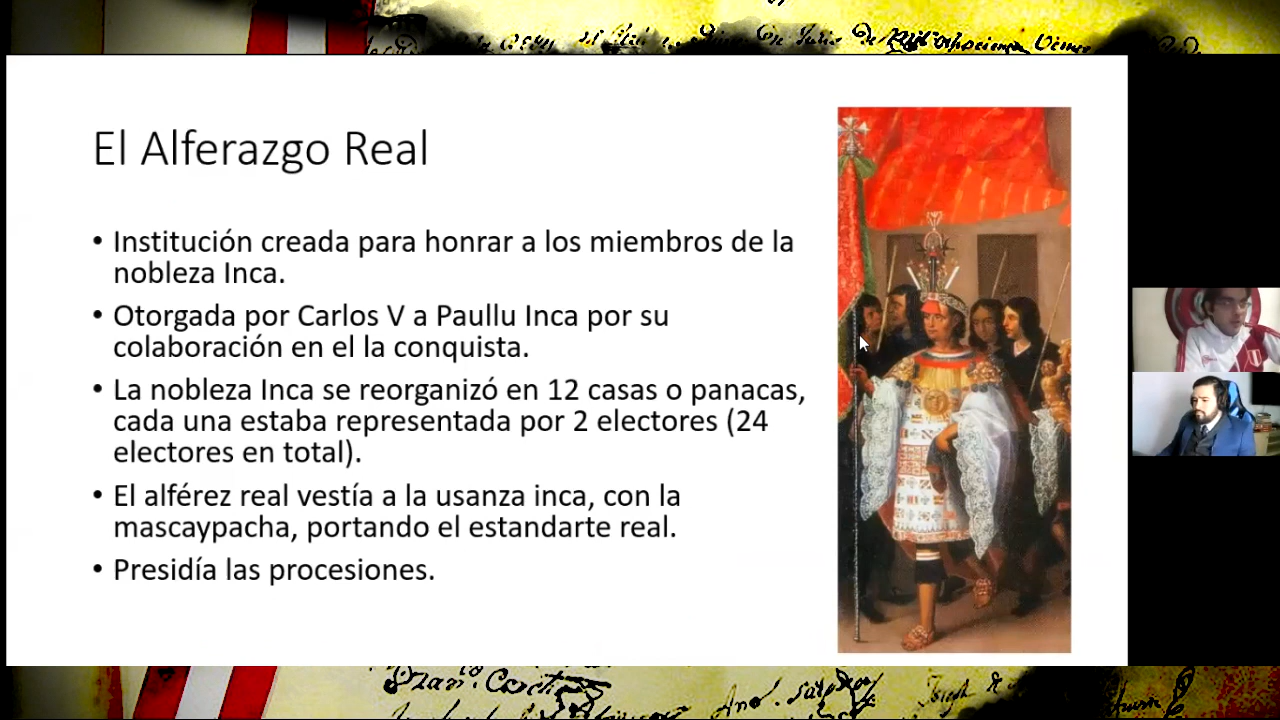 El Alferazgo Real
• Institución creada para honrar a los miembros de la
nobleza Inca.
• Otorgada por Carlos V a Paullu Inca por su
colaboración en el la conquista.
• La nobleza Inca se reorganizó en 12 casas o panacas,
cada una estaba representada por 2 electores (24
electores en total).
• El alférez real vestía a la usanza inca, con la
mascaypacha, portando el estandarte real.
• Presidía las procesiones.